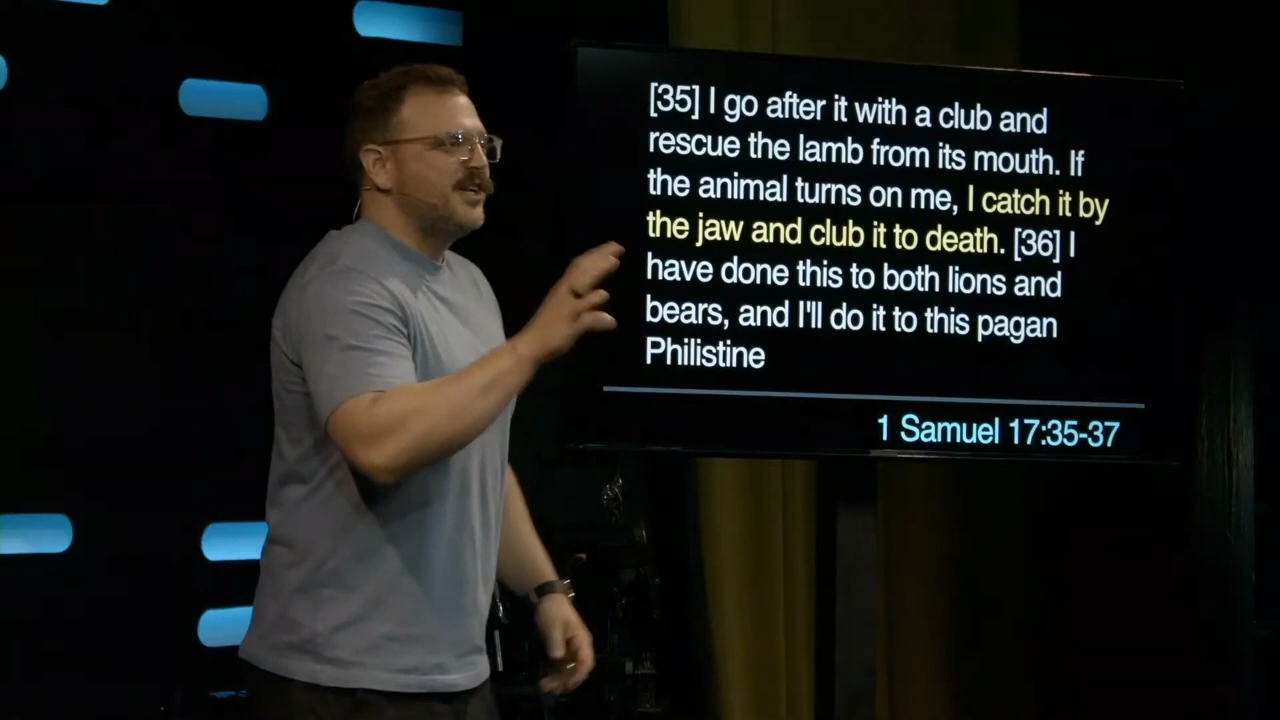 [35] I go after it with a club and
rescue the lamb from its mouth. If
the animal turns on me, I catch it by
the jaw and club it to death. [36] I
have done this to both lions and
bears, and I'll do it to this pagan
Philistine
1 Samuel 17:35-37